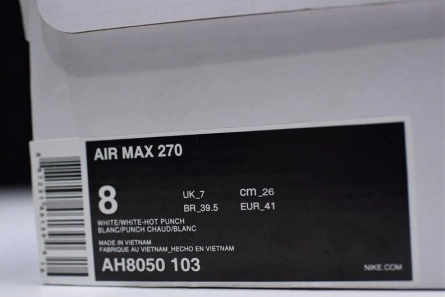 AIR MAX 270
8 UK_7 cm_26
BR_39.5 EUR_41
WHITE/WHITE-HOT PUNCH
BLANC/PUNCH CHAUD/BLANC
MADE IN VIETNAM
FABRIQUE AU VIETNAM_HECHO EN VIETNAM
AH8050 103
NIKE.COM